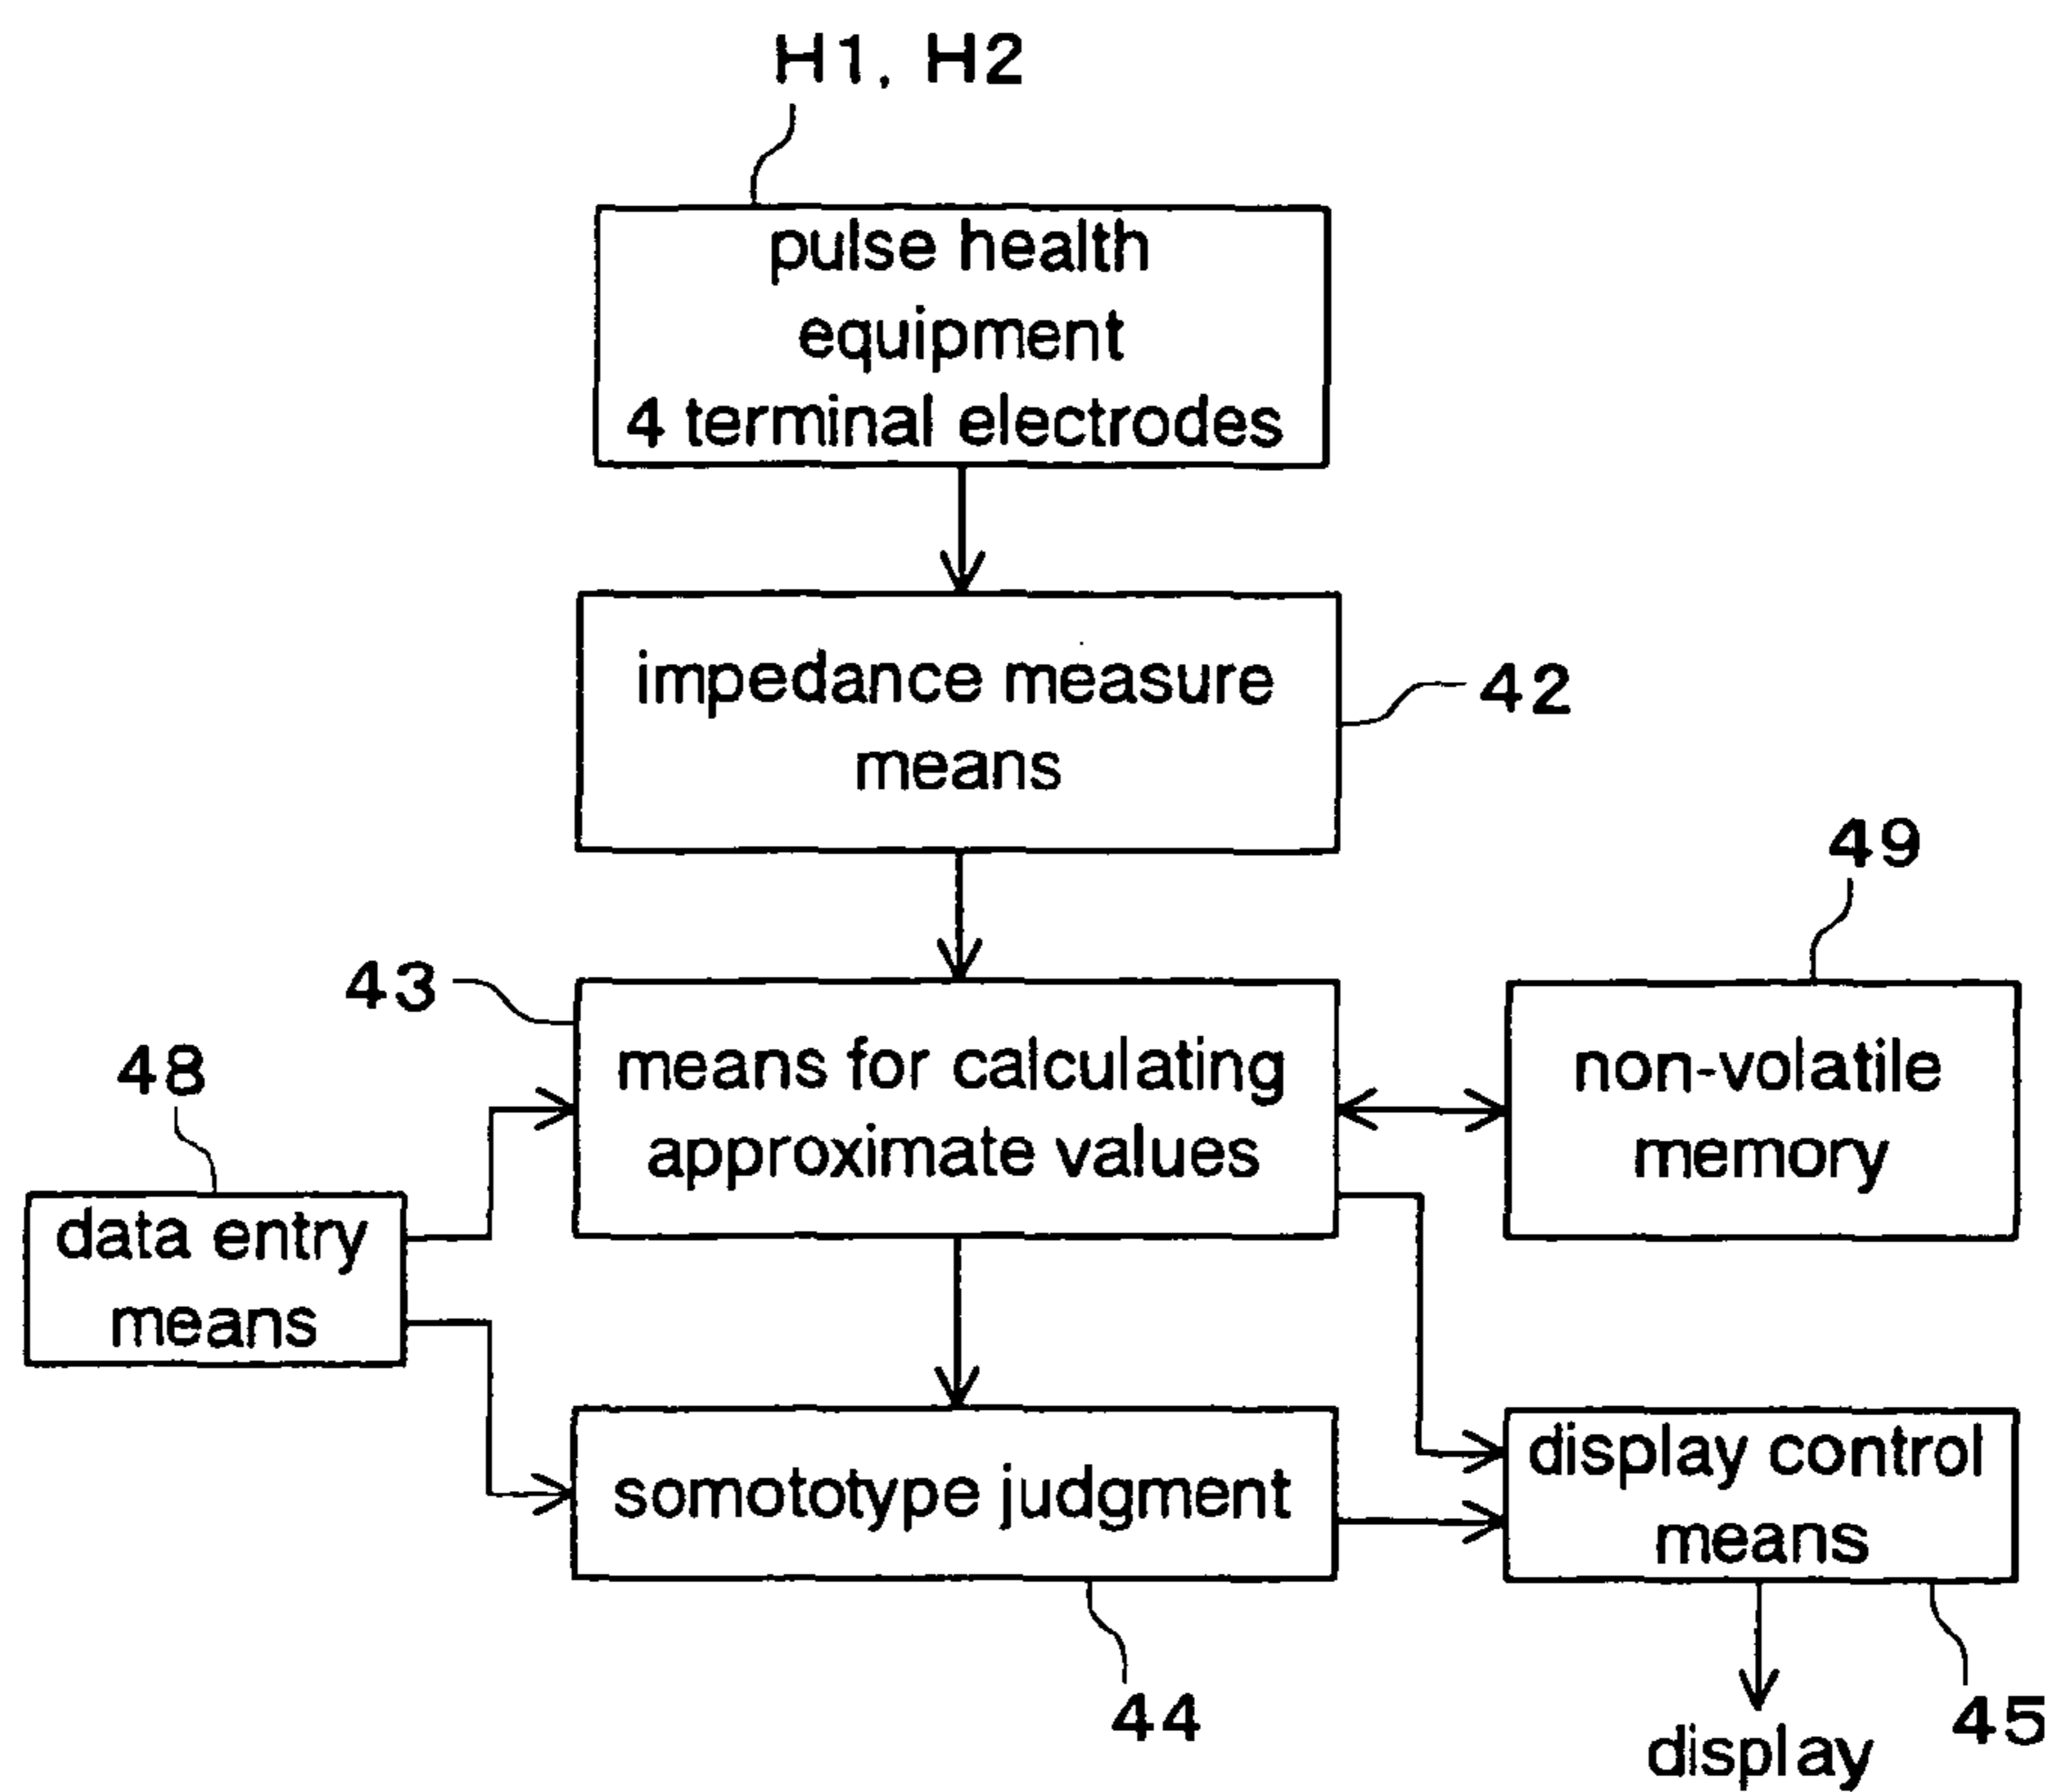 H1, H2
pulse health
equipment
4 terminal electrodes
impedance measure
means
42
49
43
means for calculating
approximate values
non-volatile
memory
48
data entry
means
somototype judgment
display control
means
44
45
display